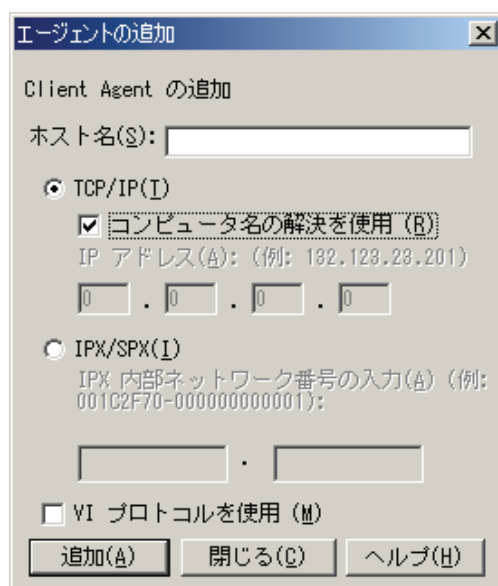 エージェントの追加
Client Agent の追加
ホスト名(S):
TCP/IP(T)
コンピュータ名の解決を使用 (R)
IP アドレス(A): (例: 132.123.23.201)
0 . 0 . 0 . 0
IPX/SPX(I)
IPX 内部ネットワーク番号の入力(A) (例:
001C2F70-000000000001):
.
VI プロトコルを使用 (M)
追加(A) 閉じる(C) ヘルプ(H)